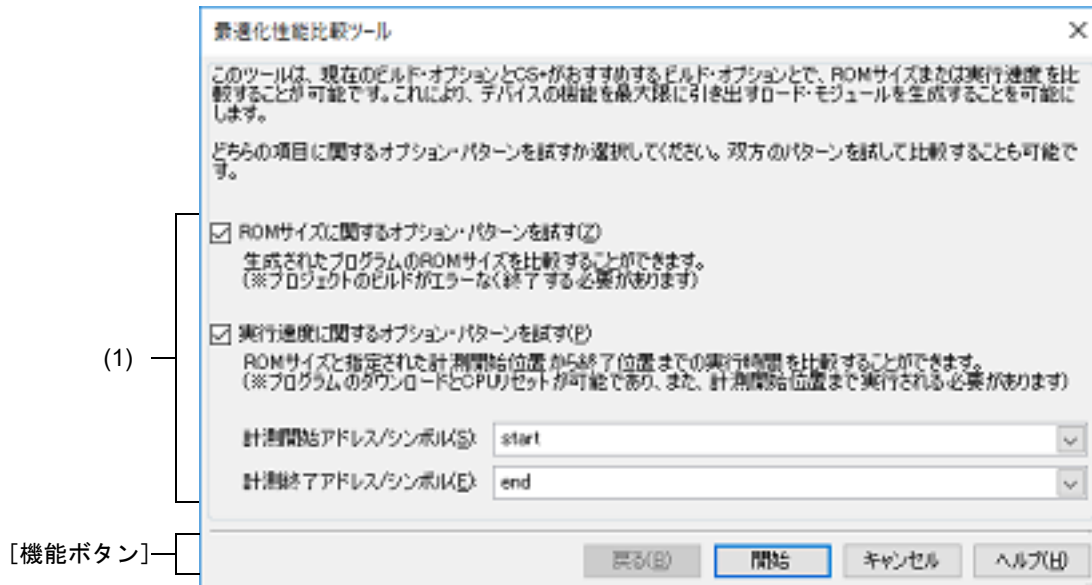 最適化性能比較ツール
このツールは、現在のビルド・オプションとCS+がおすすめするビルド・オプションとで、ROMサイズまたは実行速度を比
較することが可能です。これにより、デバイスの機能を最大限に引き出すロード・モジュールを生成することを可能に
します。
どちらの項目に関するオプション・パターンを試すか選択してください。双方のパターンを試して比較することも可能で
す。
ROMサイズに関するオプション・パターンを試す(Z)
生成されたプログラムのROMサイズを比較することができます。
(※プロジェクトのビルドがエラーなく終了する必要があります)
(1)
実行速度に関するオプション・パターンを試す(P)
ROMサイズと指定された計測開始位置から終了位置までの実行時間を比較することができます。
(※プログラムのダウンロードとCPUリセットが可能であり、また、計測開始位置まで実行される必要があります)
計測開始アドレス/シンボル(S): start
計測終了アドレス/シンボル(E): end
[機能ボタン]
戻る(B) 開始 キャンセル ヘルプ(H)